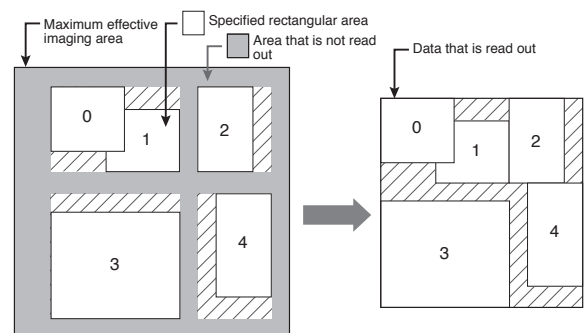 Maximum effective
imaging area
Specified rectangular area
Area that is not read
out
Data that is read out
0
1
2
3
4
0
1
2
3
4